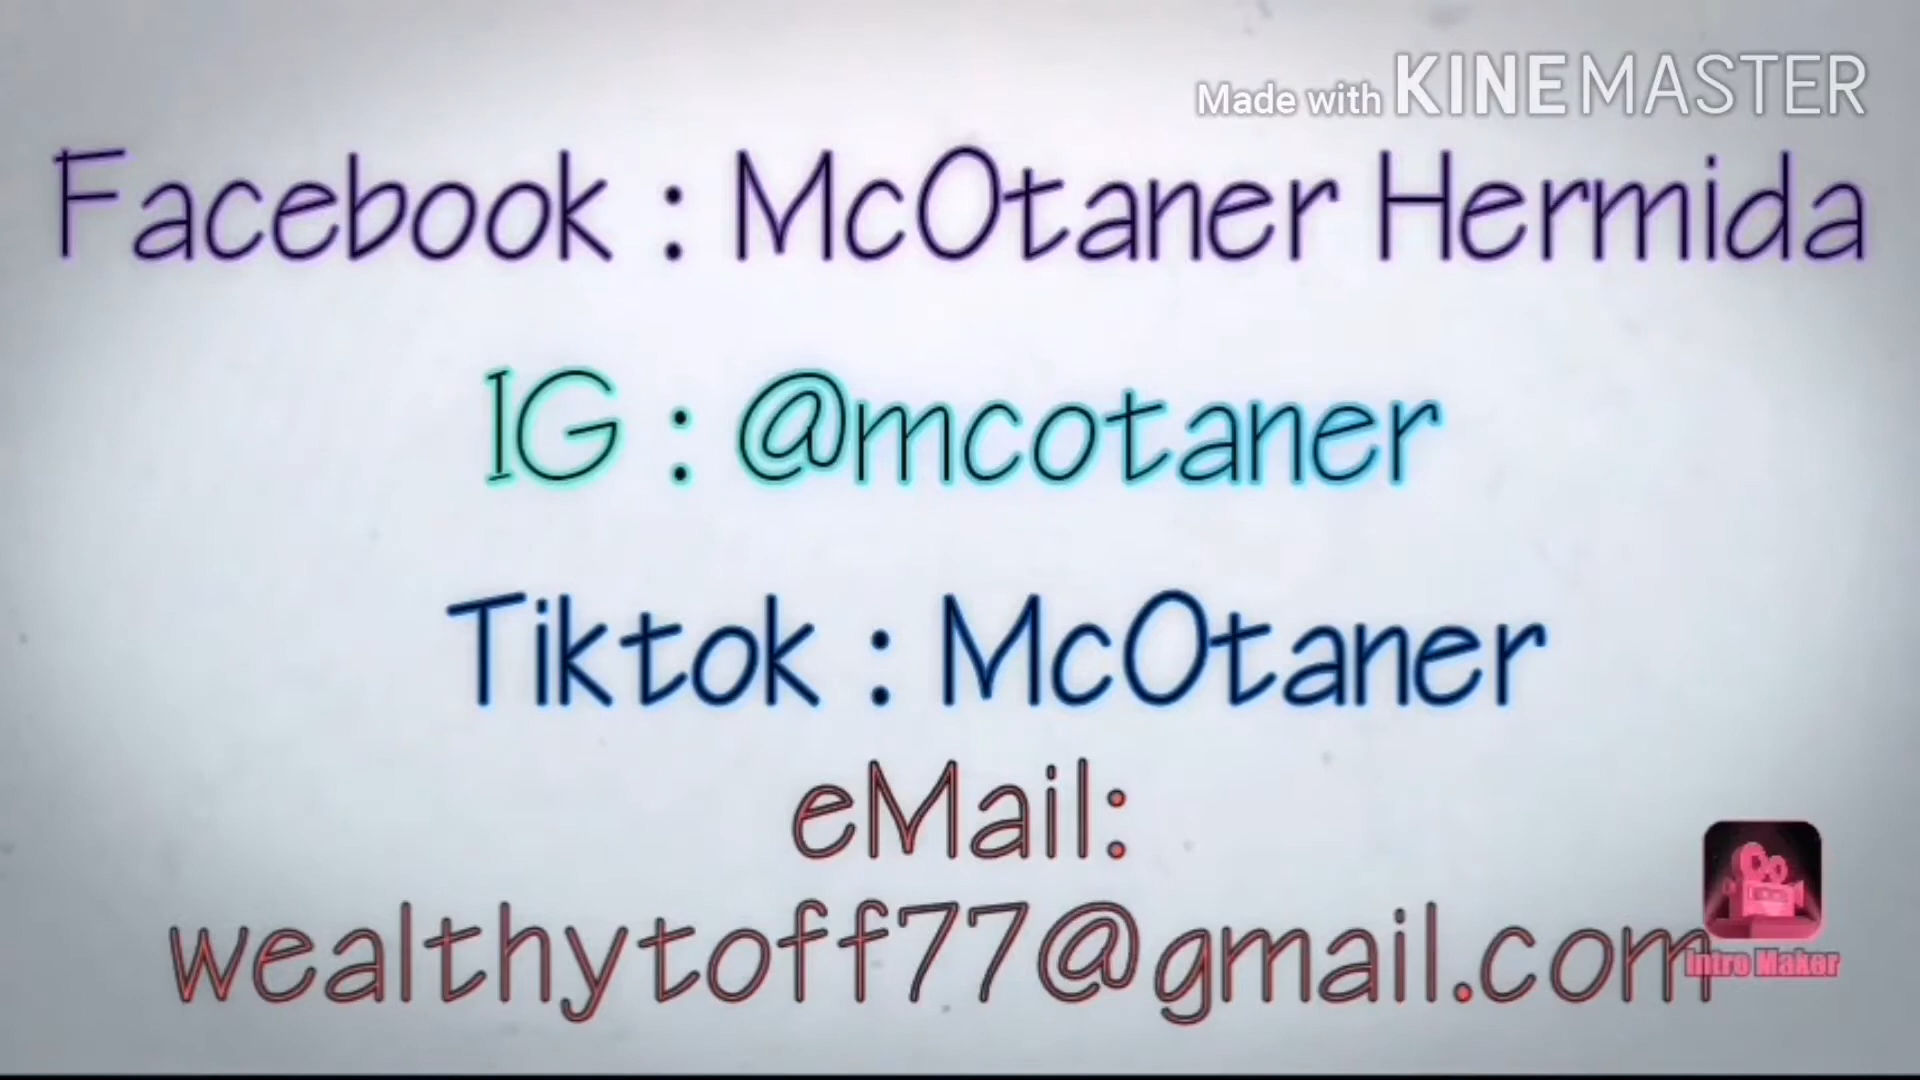 Made with KINEMASTER
Facebook : McOtaner Hermida
IG : @mcotaner
Tiktok : McOtaner
eMail:
wealthytoff77@gmail.com
Intro Maker